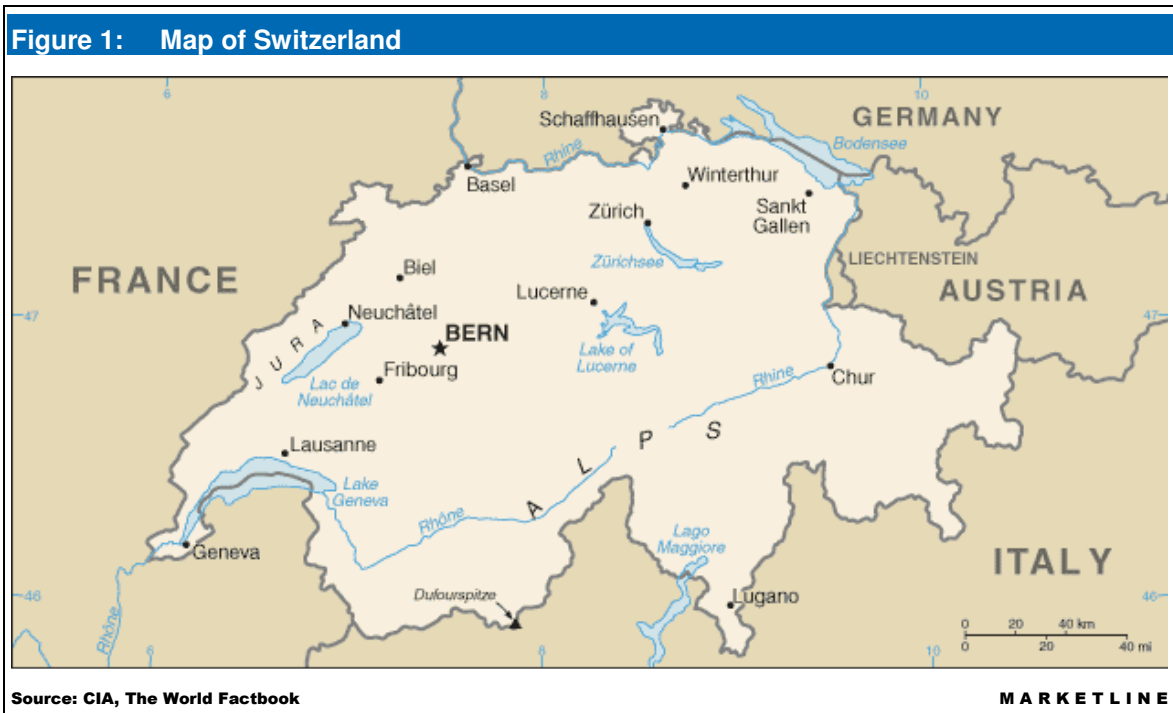 Figure 1: Map of Switzerland
6
8
10
GERMANY
Schaffhausen
Bodensee
Rhine
Basel
Winterthur
Sankt
Gallen
Zürich
Zürichsee
LIECHTENSTEIN
FRANCE
Biel
AUSTRIA
Lucerne
47
Neuchâtel
47
JURA
BERN
Lake of
Lucerne
Fribourg
Lac de
Neuchâtel
Rhine
Chur
Lausanne
ALPS
Lake
Geneva
Rhône
Lago
Maggiore
Geneva
ITALY
46
Dufourspitze
Lugano
46
Rhône
0 20 40 km
0 20 40 mi
6
8
10
Source: CIA, The World Factbook
MARKETLINE